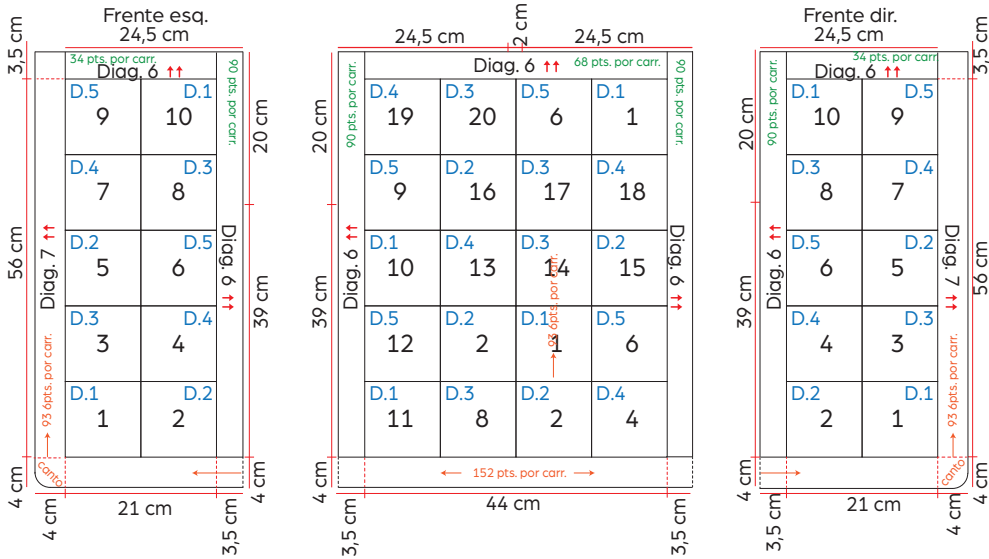 Frente esq.
24,5 cm
3,5 cm
34 pts. por carr.
Diag. 6
90 pts. por carr.
D.5 D.1
9 10
20 cm
D.4 D.3
7 8
56 cm
Diag. 7
D.2 D.5
5 6
Diag. 6
39 cm
D.3 D.4
3 4
93 6pts. por carr.
D.1 D.2
1 2
canto
4 cm
4 cm
4 cm
21 cm
3,5 cm
24,5 cm
2 cm
24,5 cm
Diag. 6
68 pts. por carr.
90 pts. por carr.
90 pts. por carr.
20 cm
D.4 D.3 D.5 D.1
19 20 6 1
D.5 D.2 D.3 D.4
9 16 17 18
Diag. 6
D.1 D.4 D.3 D.2
10 13 14 15
Diag. 6
39 cm
93 6pts. por carr.
D.5 D.2 D.1 D.5
12 2 1 6
D.1 D.3 D.2 D.4
11 8 2 4
152 pts. por carr.
4 cm
44 cm
3,5 cm
3,5 cm
Frente dir.
24,5 cm
3,5 cm
34 pts. por carr.
Diag. 6
90 pts. por carr.
D.1 D.5
10 9
20 cm
D.3 D.4
8 7
Diag. 6
D.5 D.2
6 5
Diag. 7
56 cm
39 cm
D.4 D.3
4 3
93 6pts. por carr.
D.2 D.1
2 1
canto
4 cm
4 cm
21 cm
3,5 cm
4 cm